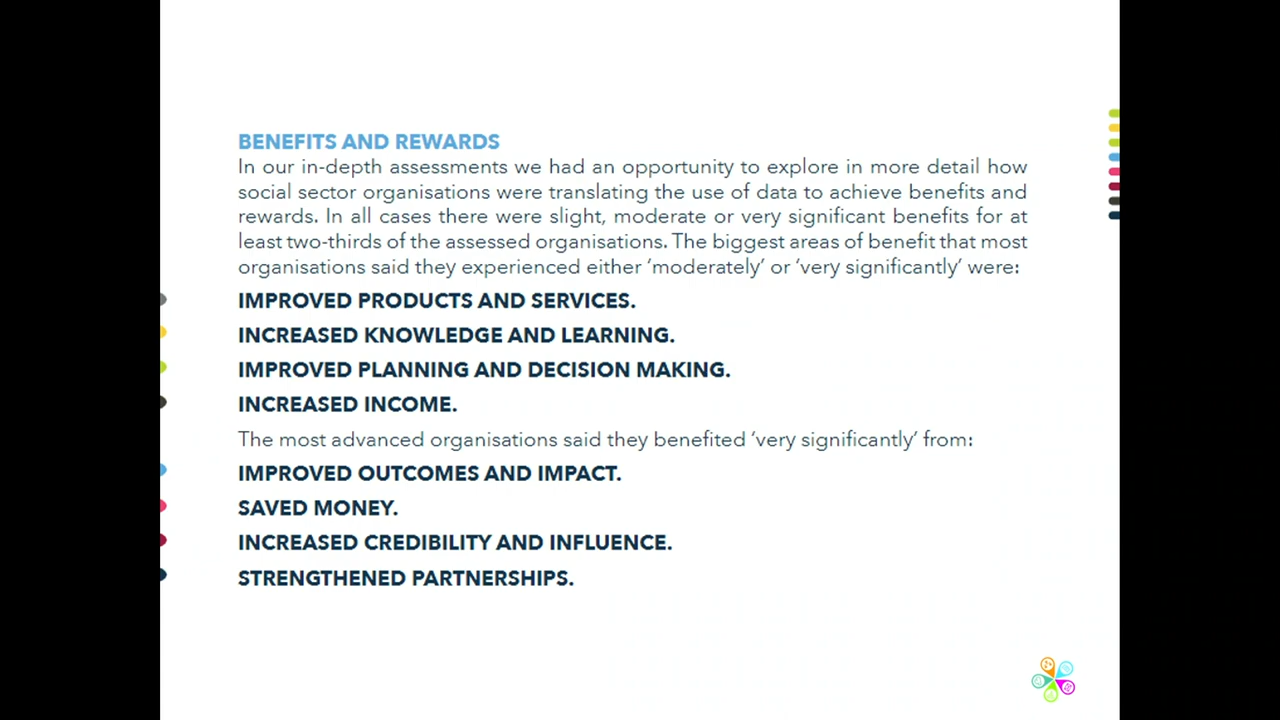 BENEFITS AND REWARDS
In our in-depth assessments we had an opportunity to explore in more detail how
social sector organisations were translating the use of data to achieve benefits and
rewards. In all cases there were slight, moderate or very significant benefits for at
least two-thirds of the assessed organisations. The biggest areas of benefit that most
organisations said they experienced either ‘moderately’ or ‘very significantly’ were:
IMPROVED PRODUCTS AND SERVICES.
INCREASED KNOWLEDGE AND LEARNING.
IMPROVED PLANNING AND DECISION MAKING.
INCREASED INCOME.
The most advanced organisations said they benefited ‘very significantly’ from:
IMPROVED OUTCOMES AND IMPACT.
SAVED MONEY.
INCREASED CREDIBILITY AND INFLUENCE.
STRENGTHENED PARTNERSHIPS.